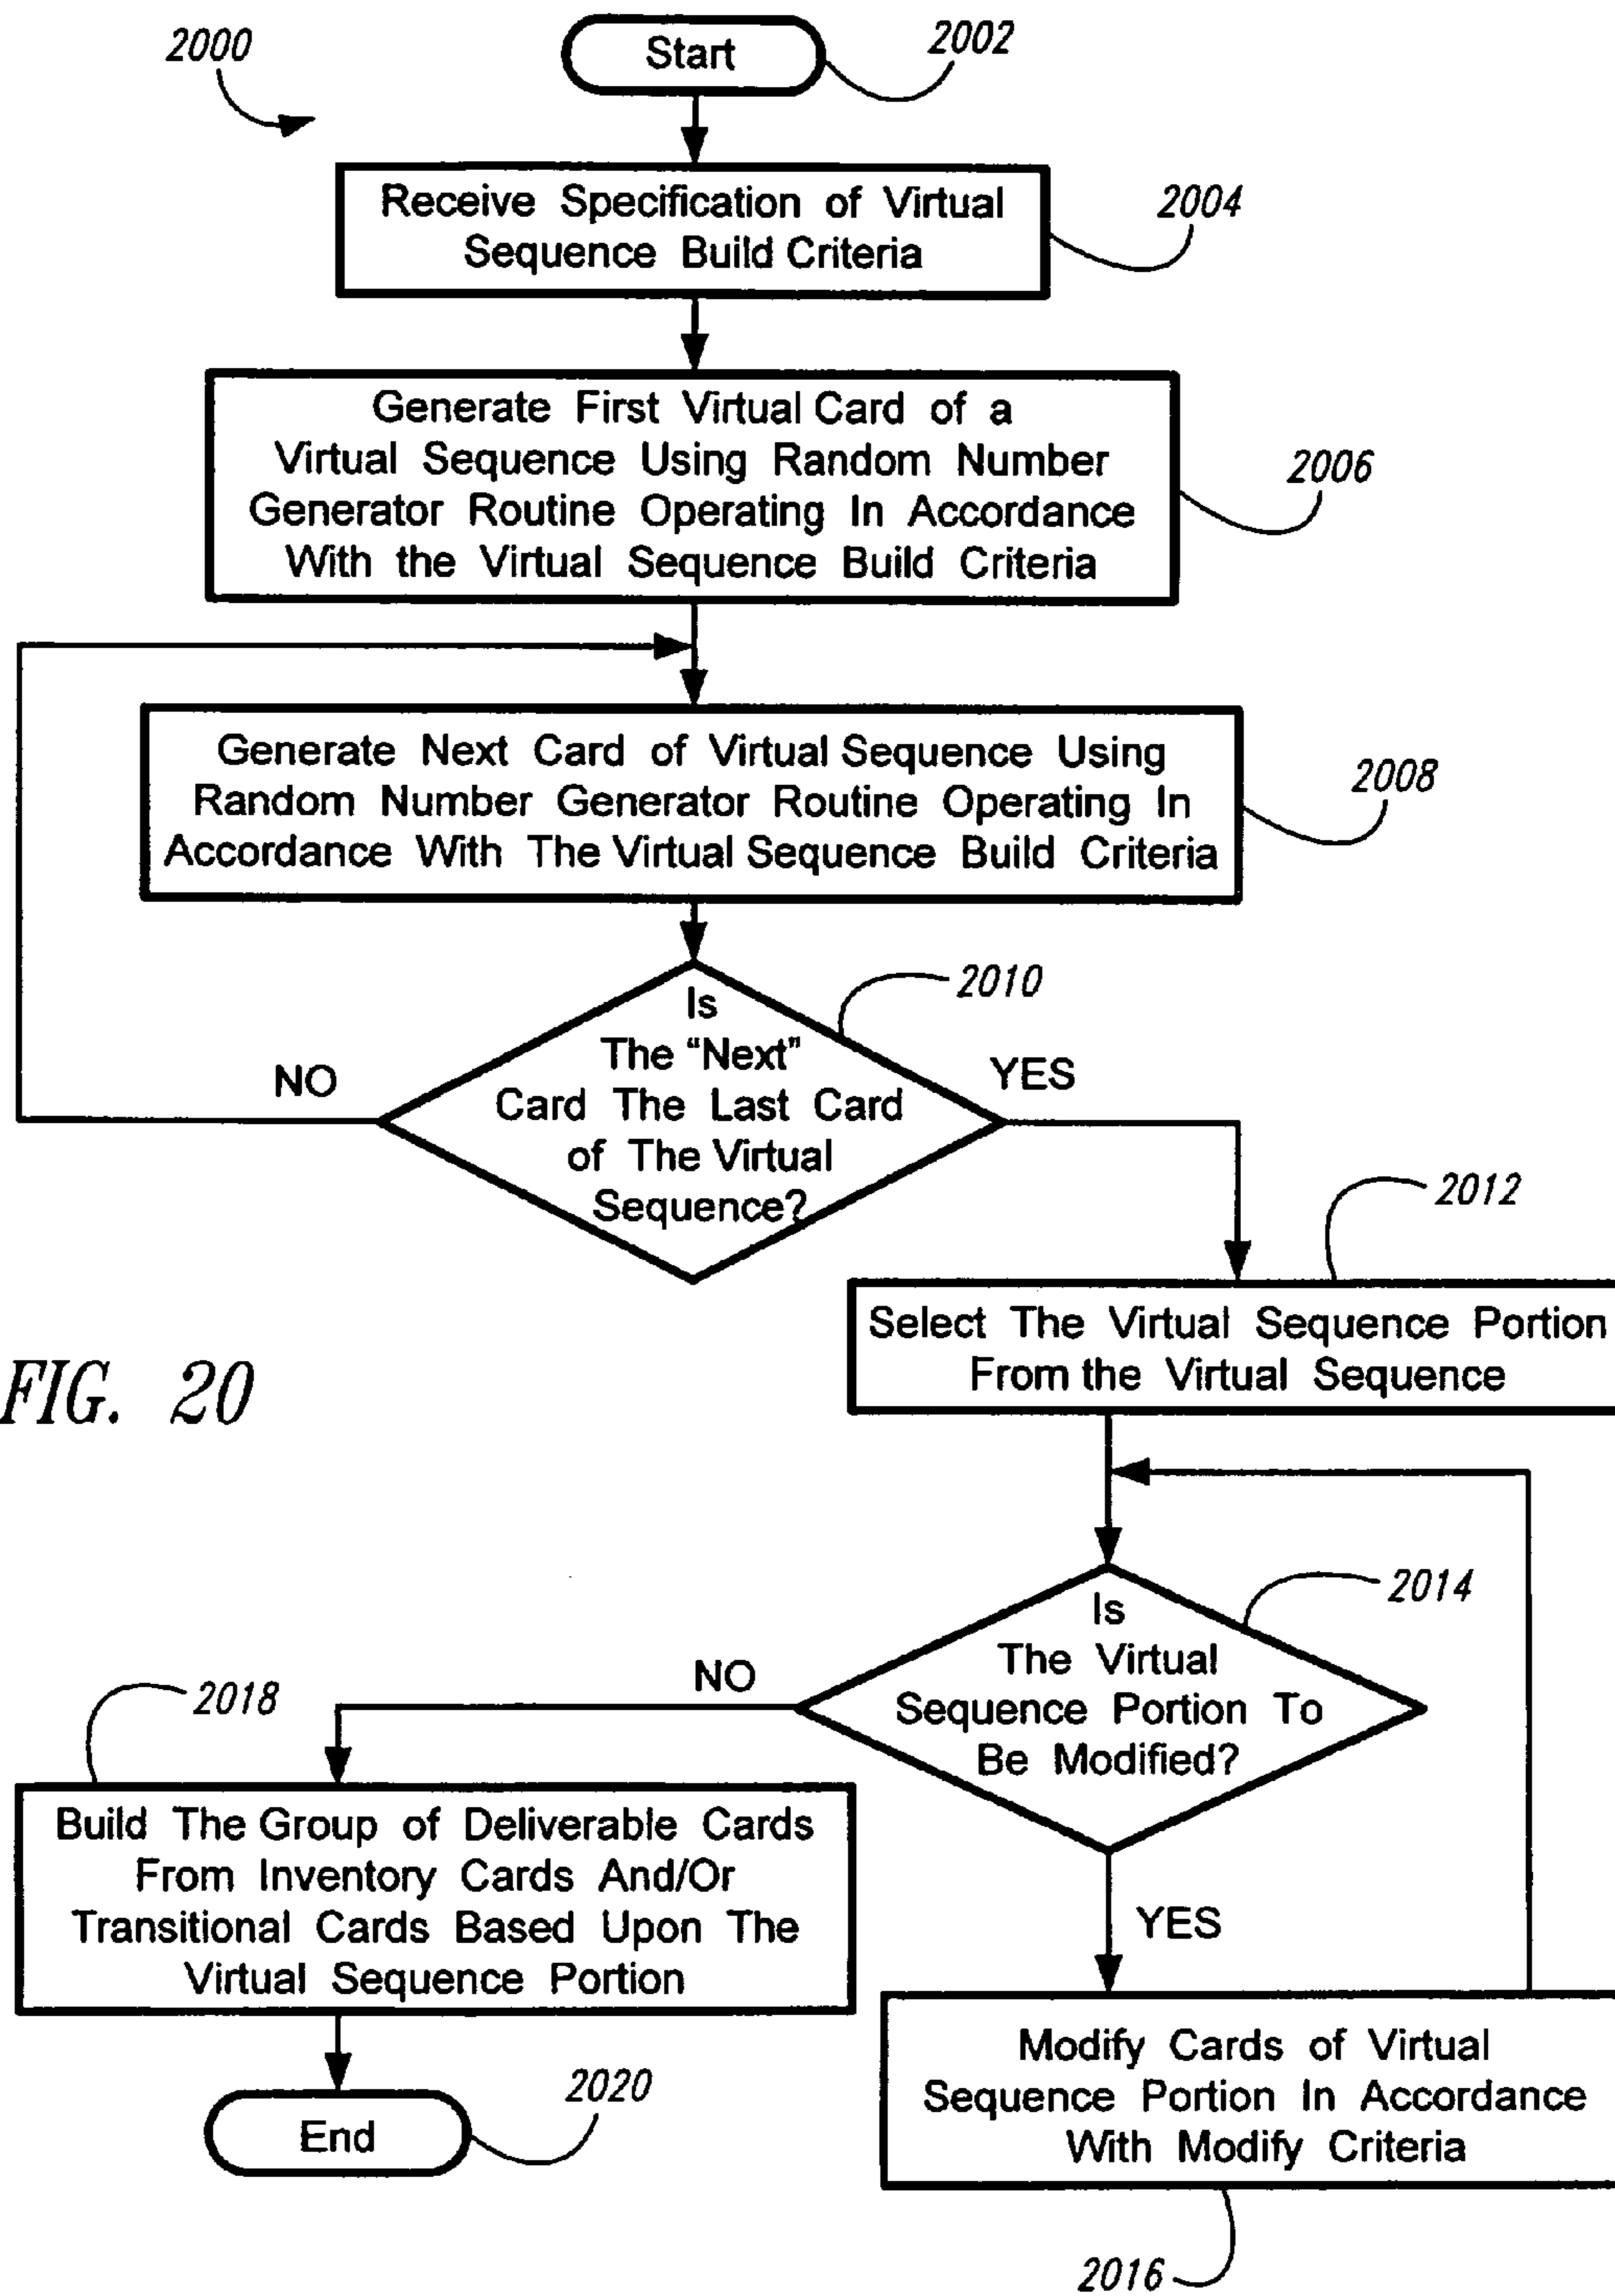 2000
Start
2002
Receive Specification of Virtual
Sequence Build Criteria
2004
Generate First Virtual Card of a
Virtual Sequence Using Random Number
Generator Routine Operating In Accordance
With the Virtual Sequence Build Criteria
2006
Generate Next Card of Virtual Sequence Using
Random Number Generator Routine Operating In
Accordance With The Virtual Sequence Build Criteria
2008
Is
The “Next”
Card The Last Card
of The Virtual
Sequence?
2010
NO
YES
2012
Select The Virtual Sequence Portion
From the Virtual Sequence
FIG. 20
Is
The Virtual
Sequence Portion To
Be Modified?
2014
NO
YES
2018
Build The Group of Deliverable Cards
From Inventory Cards And/Or
Transitional Cards Based Upon The
Virtual Sequence Portion
Modify Cards of Virtual
Sequence Portion In Accordance
With Modify Criteria
2016
End
2020